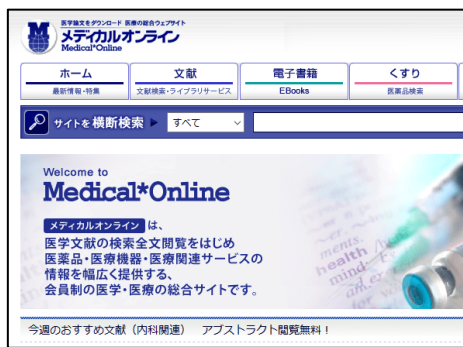 医学論文をダウンロード 医療の総合ウェブサイト
メディカルオンライン
Medical*Online
ホーム
最新情報・特集
文献
文献検索・ライブラリサービス
電子書籍
EBooks
くすり
医薬品検索
サイトを横断検索
すべて
Welcome to
Medical*Online
メディカルオンライン は、
医学文献の検索全文閲覧をはじめ
医薬品・医療機器・医療関連サービスの
情報を幅広く提供する、
会員制の医学・医療の総合サイトです。
ments.
health
mind
今週のおすすめ文献（内科関連） アブストラクト閲覧無料！